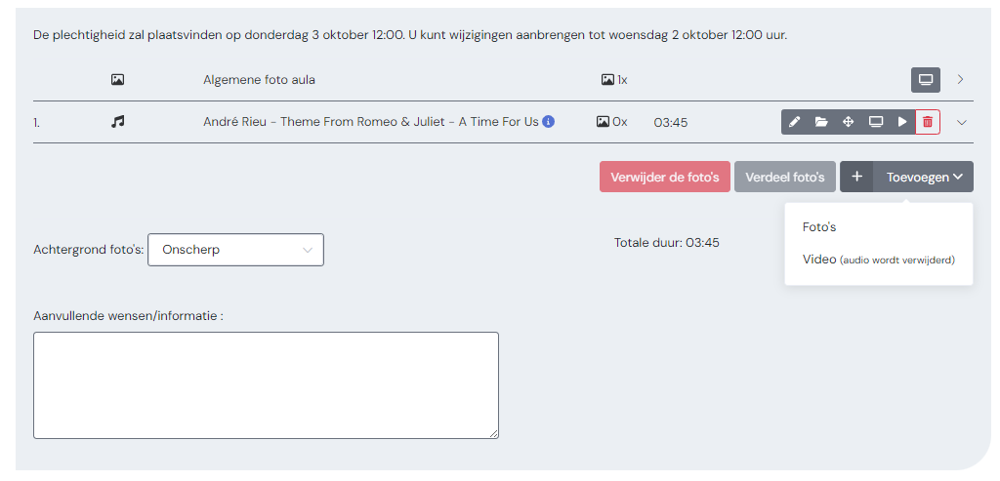 De plechtigheid zal plaatsvinden op donderdag 3 oktober 12:00. U kunt wijzigingen aanbrengen tot woensdag 2 oktober 12:00 uur.
Algemene foto aula 1x
1. André Rieu - Theme From Romeo & Juliet - A Time For Us 0x 03:45
Verwijder de foto's Verdeel foto's + Toevoegen
Foto's
Video (audio wordt verwijderd)
Achtergrond foto's: Onscherp
Totale duur: 03:45
Aanvullende wensen/informatie :